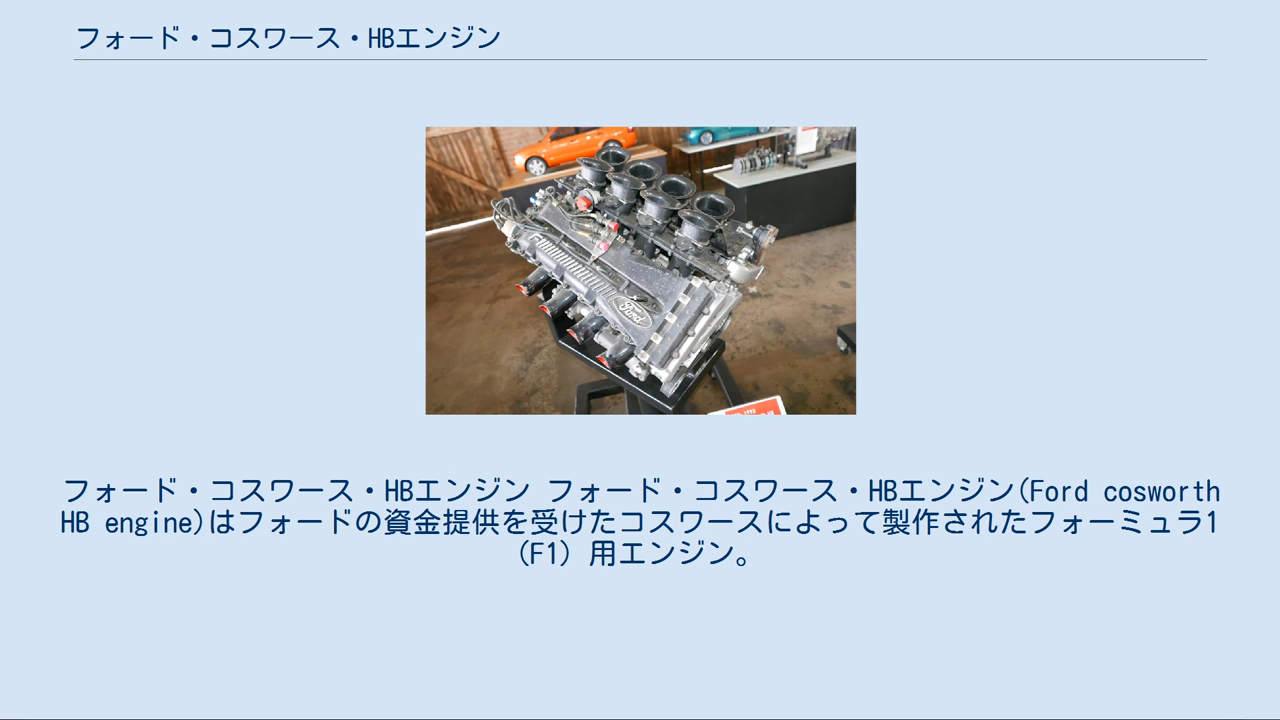 フォード・コスワース・HBエンジン
Ford
フォード・コスワース・HBエンジン フォード・コスワース・HBエンジン(Ford cosworth
HB engine)はフォードの資金提供を受けたコスワースによって製作されたフォーミュラ1
(F1) 用エンジン。